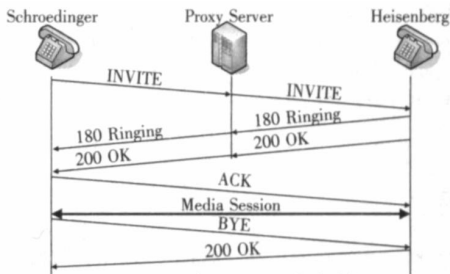 Schroedinger Proxy Server Heisenberg
INVITE
INVITE
180 Ringing
180 Ringing
200 OK
200 OK
ACK
Media Session
BYE
200 OK